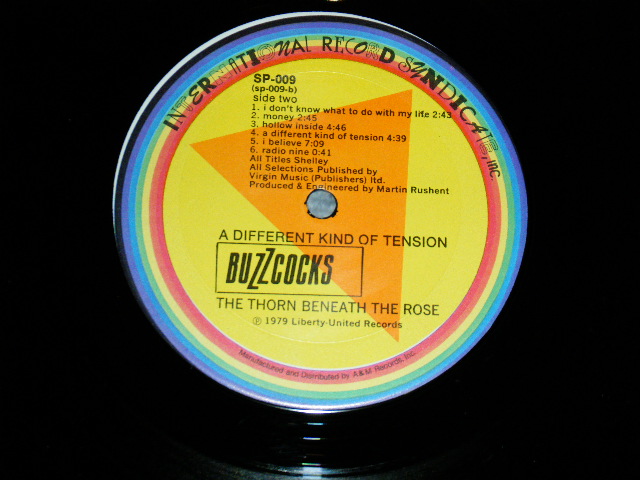 INTERNATIONAL RECORD SYNDICATE, INC.
SP-009
(sp-009-b)
side two
1. i don't know what to do with my life 2:43
2. money 2:45
3. hollow inside 4:46
4. a different kind of tension 4:39
5. i believe 7:09
6. radio nine 0:41
All Titles Shelley
All Selections Published by
Virgin Music (Publishers) ltd.
Produced & Engineered by Martin Rushent
A DIFFERENT KIND OF TENSION
BUZZCOCKS
THE THORN BENEATH THE ROSE
℗ 1979 Liberty-United Records
Manufactured and Distributed by A&M Records, Inc.